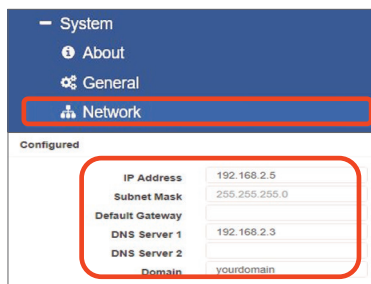 System
About
General
Network
Configured
IP Address 192.168.2.5
Subnet Mask 255.255.255.0
Default Gateway
DNS Server 1 192.168.2.3
DNS Server 2
Domain yourdomain